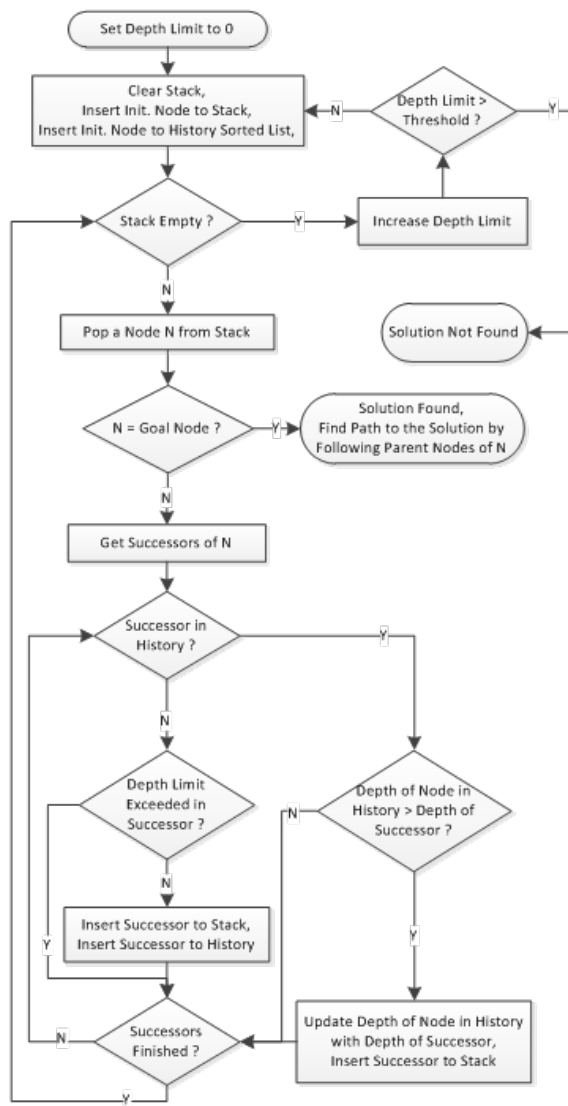 Set Depth Limit to 0
Clear Stack,
Insert Init. Node to Stack,
Insert Init. Node to History Sorted List,
N
Depth Limit >
Threshold ?
Y
Stack Empty ?
Y
Increase Depth Limit
N
Pop a Node N from Stack
Solution Not Found
N = Goal Node ?
Y
Solution Found,
Find Path to the Solution by
Following Parent Nodes of N
N
Get Successors of N
Successor in
History ?
Y
N
Depth Limit
Exceeded in
Successor ?
N
Depth of Node in
History > Depth of
Successor ?
N
Insert Successor to Stack,
Insert Successor to History
Y
Y
Successors
Finished ?
N
Update Depth of Node in History
with Depth of Successor,
Insert Successor to Stack
Y